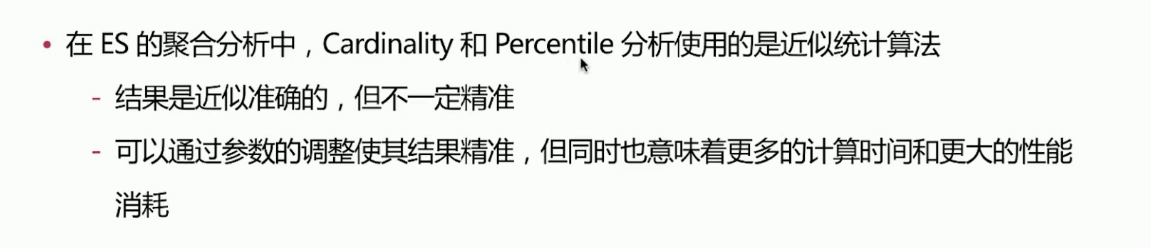 • 在 ES 的聚合分析中，Cardinality 和 Percentile 分析使用的是近似统计算法
- 结果是近似准确的，但不一定精准
- 可以通过参数的调整使其结果精准，但同时也意味着更多的计算时间和更大的性能
消耗